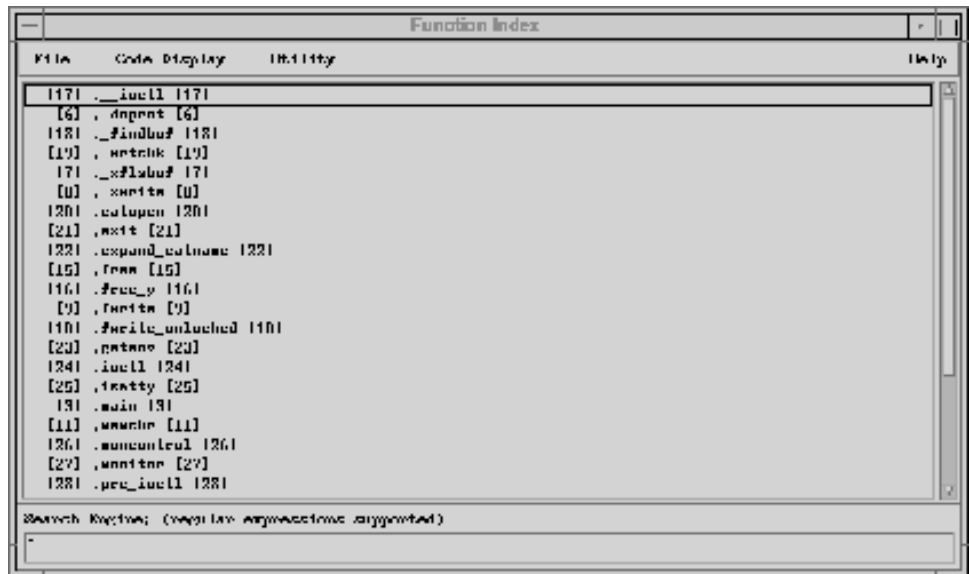 Function Index
File Code Display Utility Help
[17] .__ioctl [17]
[6] ._doprnt [6]
[18] ._findbuf [18]
[19] ._wrtchk [19]
[7] ._xflsbuf [7]
[8] ._xwrite [8]
[20] .catopen [20]
[21] .exit [21]
[22] .expand_catname [22]
[15] .free [15]
[16] .free_y [16]
[9] .fwrite [9]
[10] .fwrite_unlocked [10]
[23] .getenv [23]
[24] .ioctl [24]
[25] .isatty [25]
[3] .main [3]
[11] .memchr [11]
[26] .moncontrol [26]
[27] .monitor [27]
[28] .pre_ioctl [28]
Search Engine: (regular expressions supported)